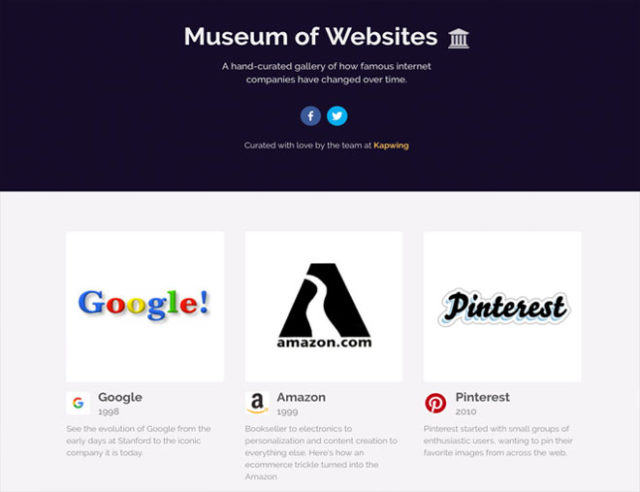 Museum of Websites
A hand-curated gallery of how famous internet
companies have changed over time.
Curated with love by the team at Kapwing
Google!
amazon.com
Pinterest
Google
1998
See the evolution of Google from the
early days at Stanford to the iconic
company it is today.
Amazon
1999
Bookseller to electronics to
personalization and content creation to
everything else. Here's how an
ecommerce trickle turned into the
Amazon
Pinterest
2010
Pinterest started with small groups of
enthusiastic users, wanting to pin their
favorite images from across the web.